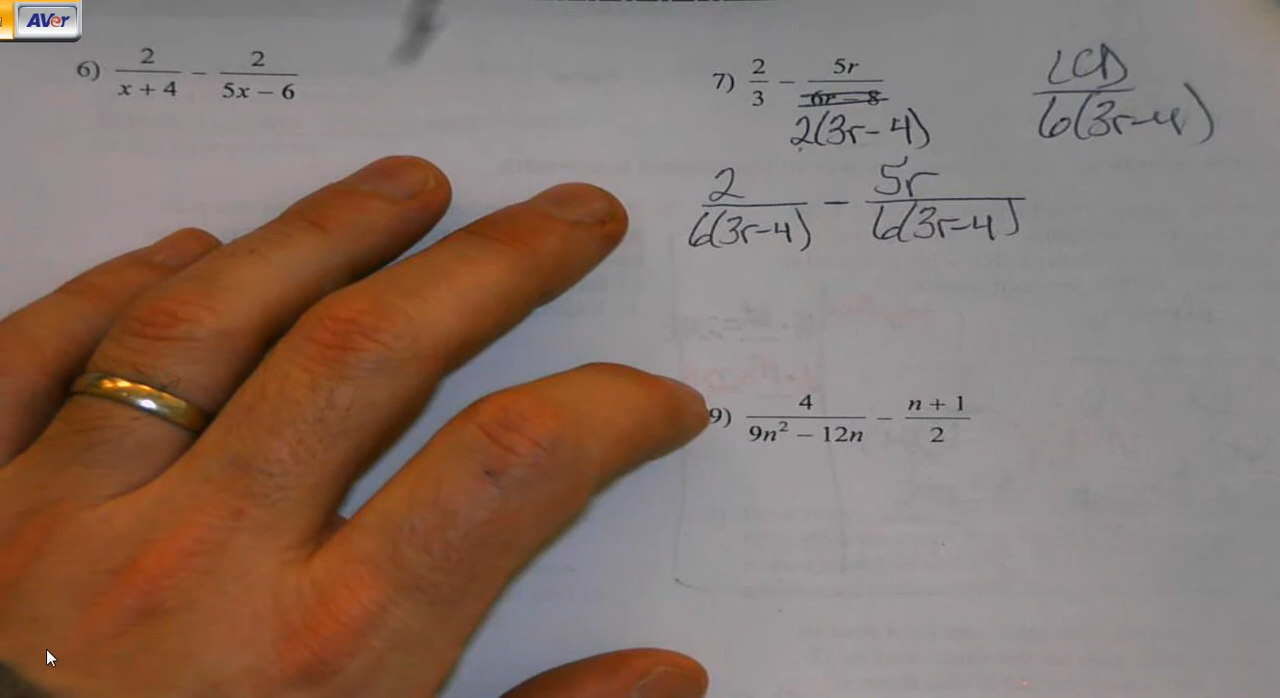 AVer
6) 2/(x + 4) − 2/(5x − 6)
7) 2/3 − 5r/(6r − 8)
2(3r-4)
LCD
6(3r-4)
2/(6(3r-4)) − 5r/(6(3r-4))
9) 4/(9n² − 12n) − (n + 1)/2